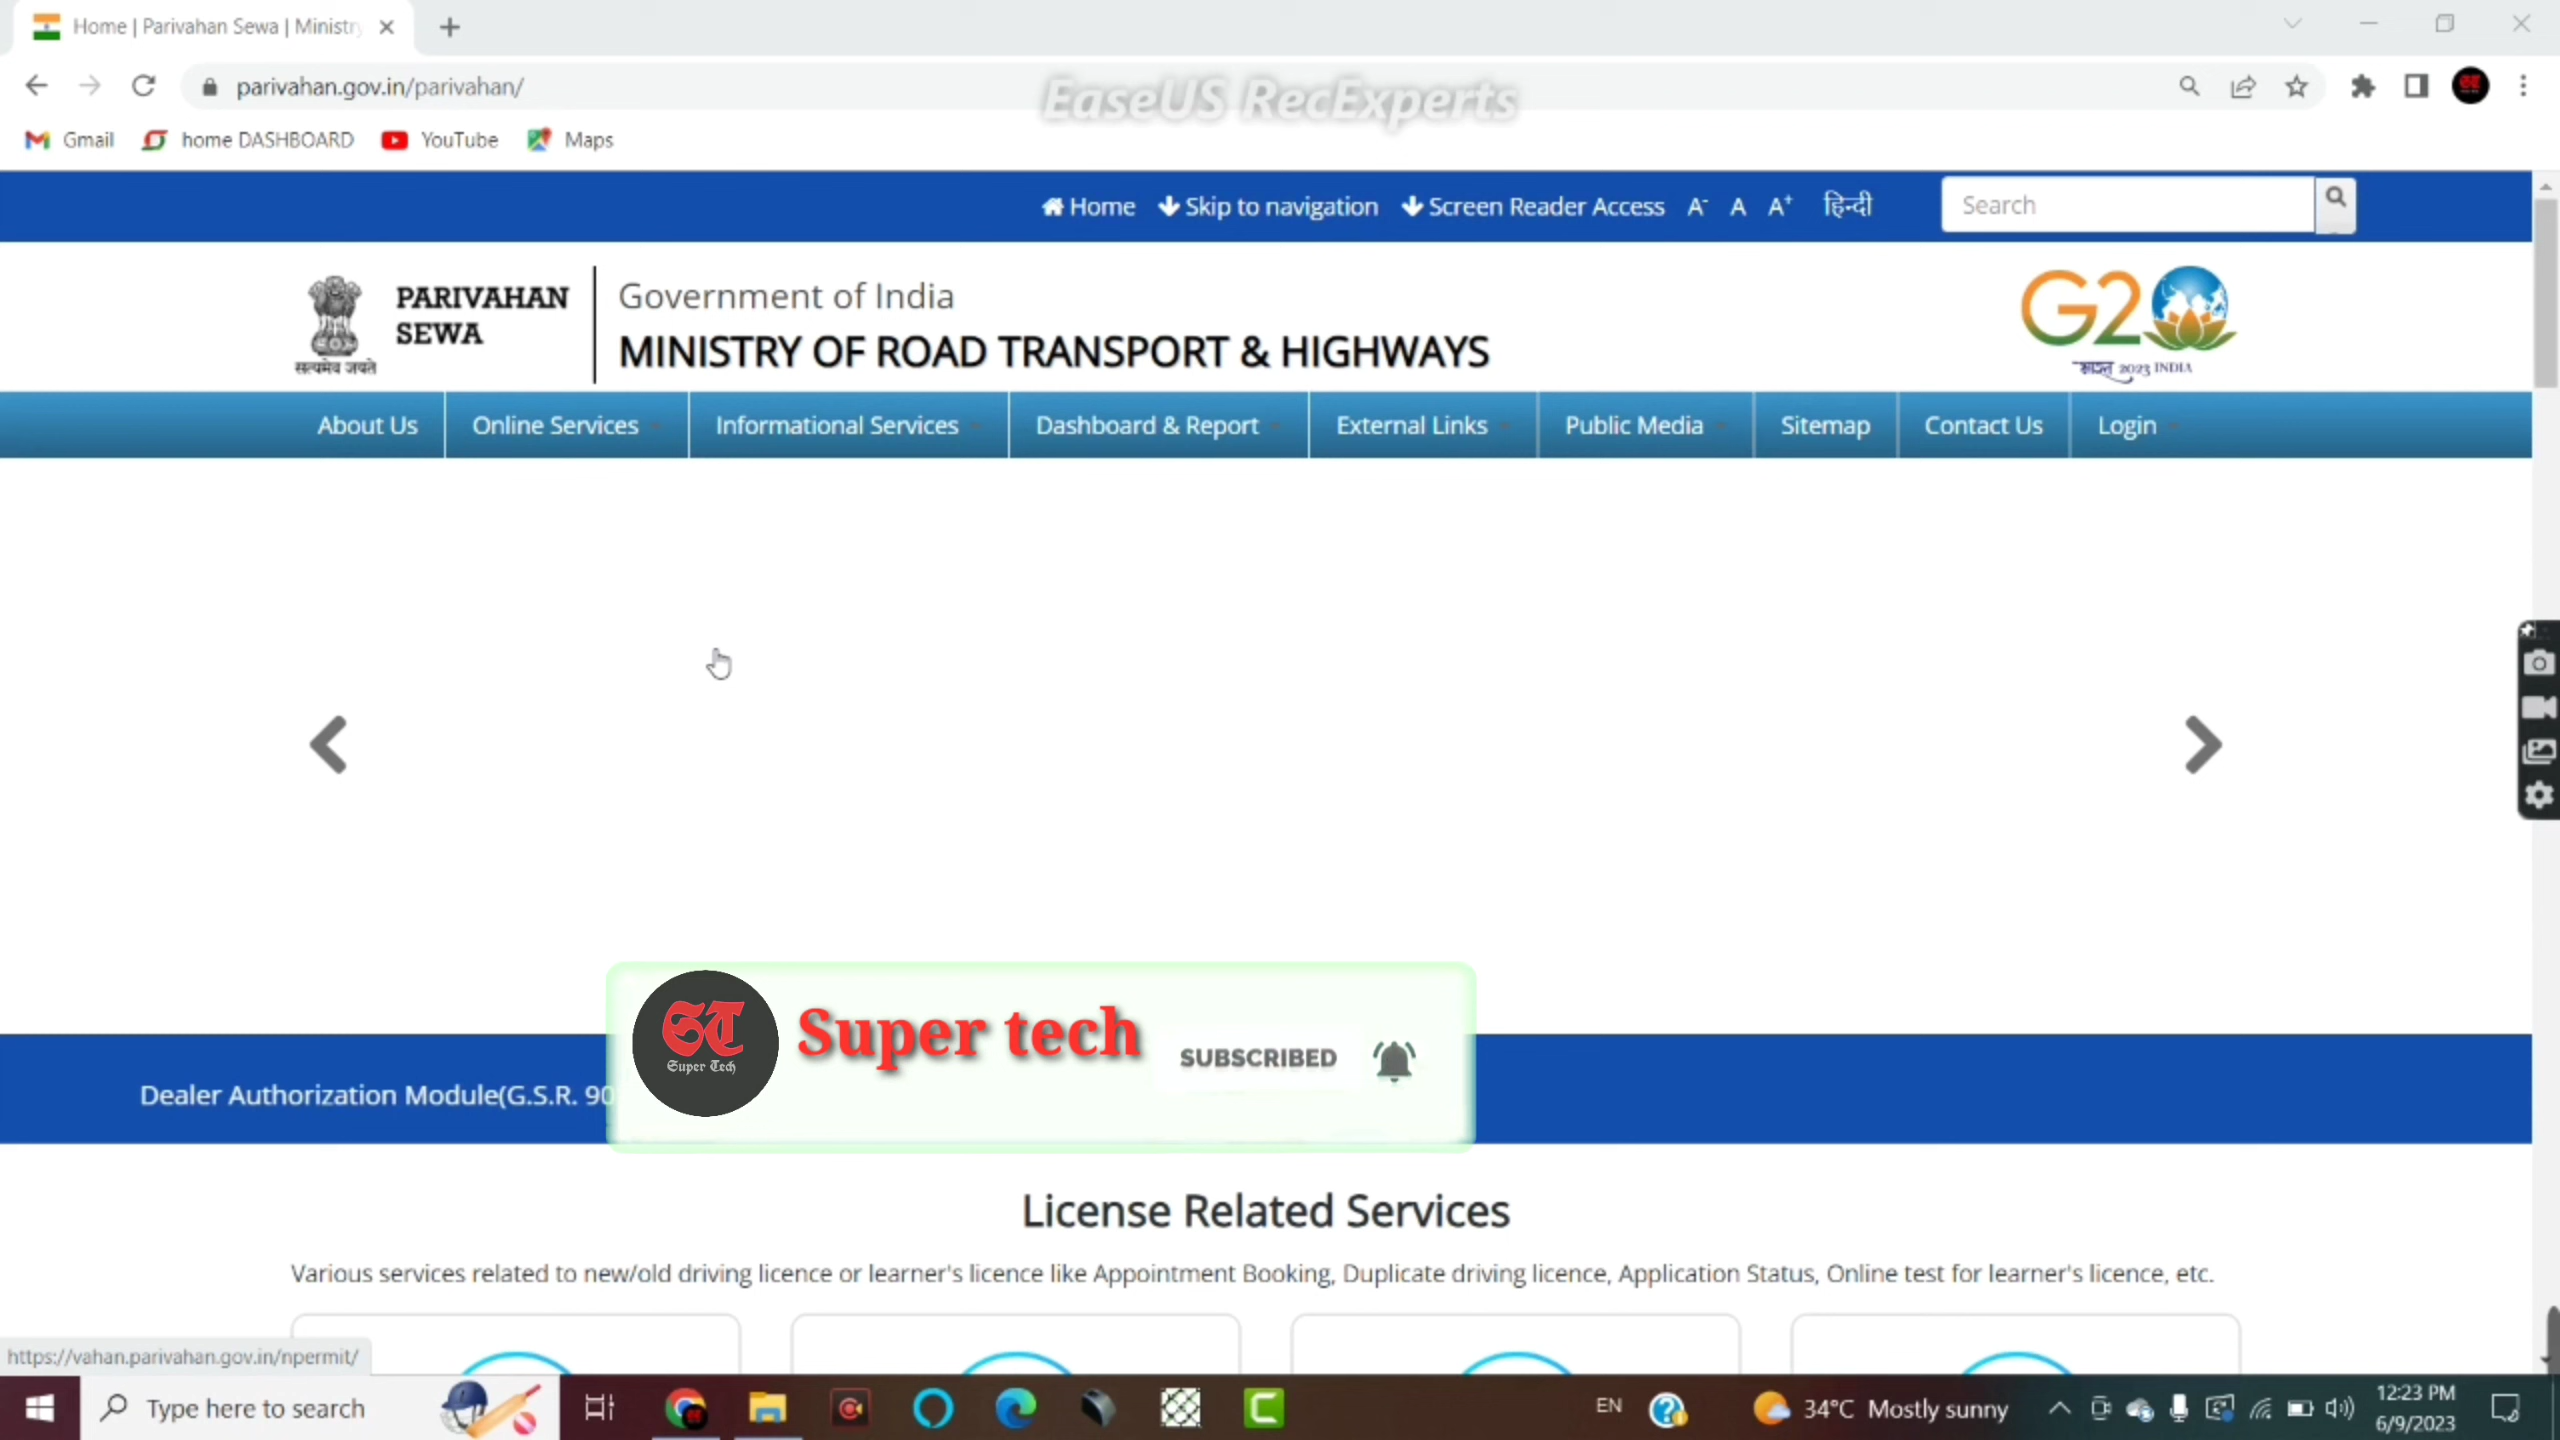 Home | Parivahan Sewa | Ministry
parivahan.gov.in/parivahan/
EaseUS RecExperts
Gmail
home DASHBOARD
YouTube
Maps
Home
Skip to navigation
Screen Reader Access
A- A A+
हिन्दी
Search
सत्यमेव जयते
PARIVAHAN
SEWA
Government of India
MINISTRY OF ROAD TRANSPORT & HIGHWAYS
G20
भारत 2023 INDIA
About Us
Online Services
Informational Services
Dashboard & Report
External Links
Public Media
Sitemap
Contact Us
Login
Dealer Authorization Module(G.S.R. 90
ST
Super Tech
Super tech
SUBSCRIBED
License Related Services
Various services related to new/old driving licence or learner's licence like Appointment Booking, Duplicate driving licence, Application Status, Online test for learner's licence, etc.
https://vahan.parivahan.gov.in/npermit/
Type here to search
EN
34°C Mostly sunny
12:23 PM
6/9/2023